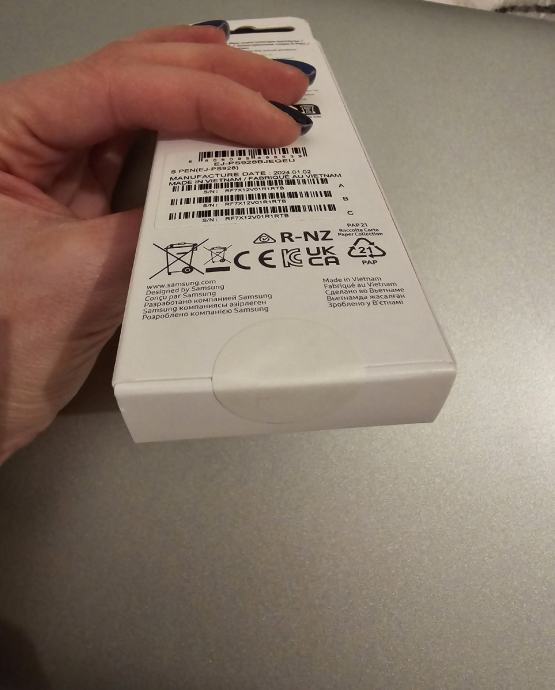 EJ-PS928BJEGEU
S PEN(EJ-PS928)
MANUFACTURE DATE : 2024.01.02
MADE IN VIETNAM / FABRIQUÉ AU VIETNAM
A
S/N : RF7X12V01R1RTB
B
S/N : RF7X12V01R1RTB
C
S/N : RF7X12V01R1RTB
PAP 21
Raccolta Carta
Paper Collection
R-NZ
CE
UK
CA
21
PAP
www.samsung.com
Designed by Samsung
Conçu par Samsung
Разработано компанией Samsung
Samsung компаниясы әзірлеген
Розроблено компанією Samsung
Made in Vietnam
Fabriqué au Vietnam
Сделано во Вьетнаме
Вьетнамда жасалған
Зроблено у В'єтнамі